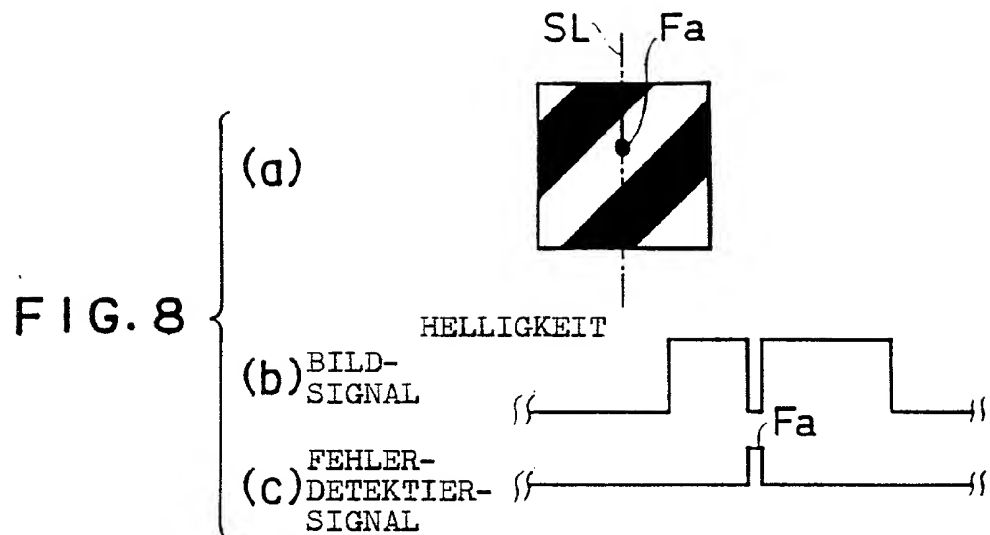 SL Fa
(a)
FIG. 8
HELLIGKEIT
(b) BILD-
SIGNAL
Fa
(c) FEHLER-
DETEKTIER-
SIGNAL